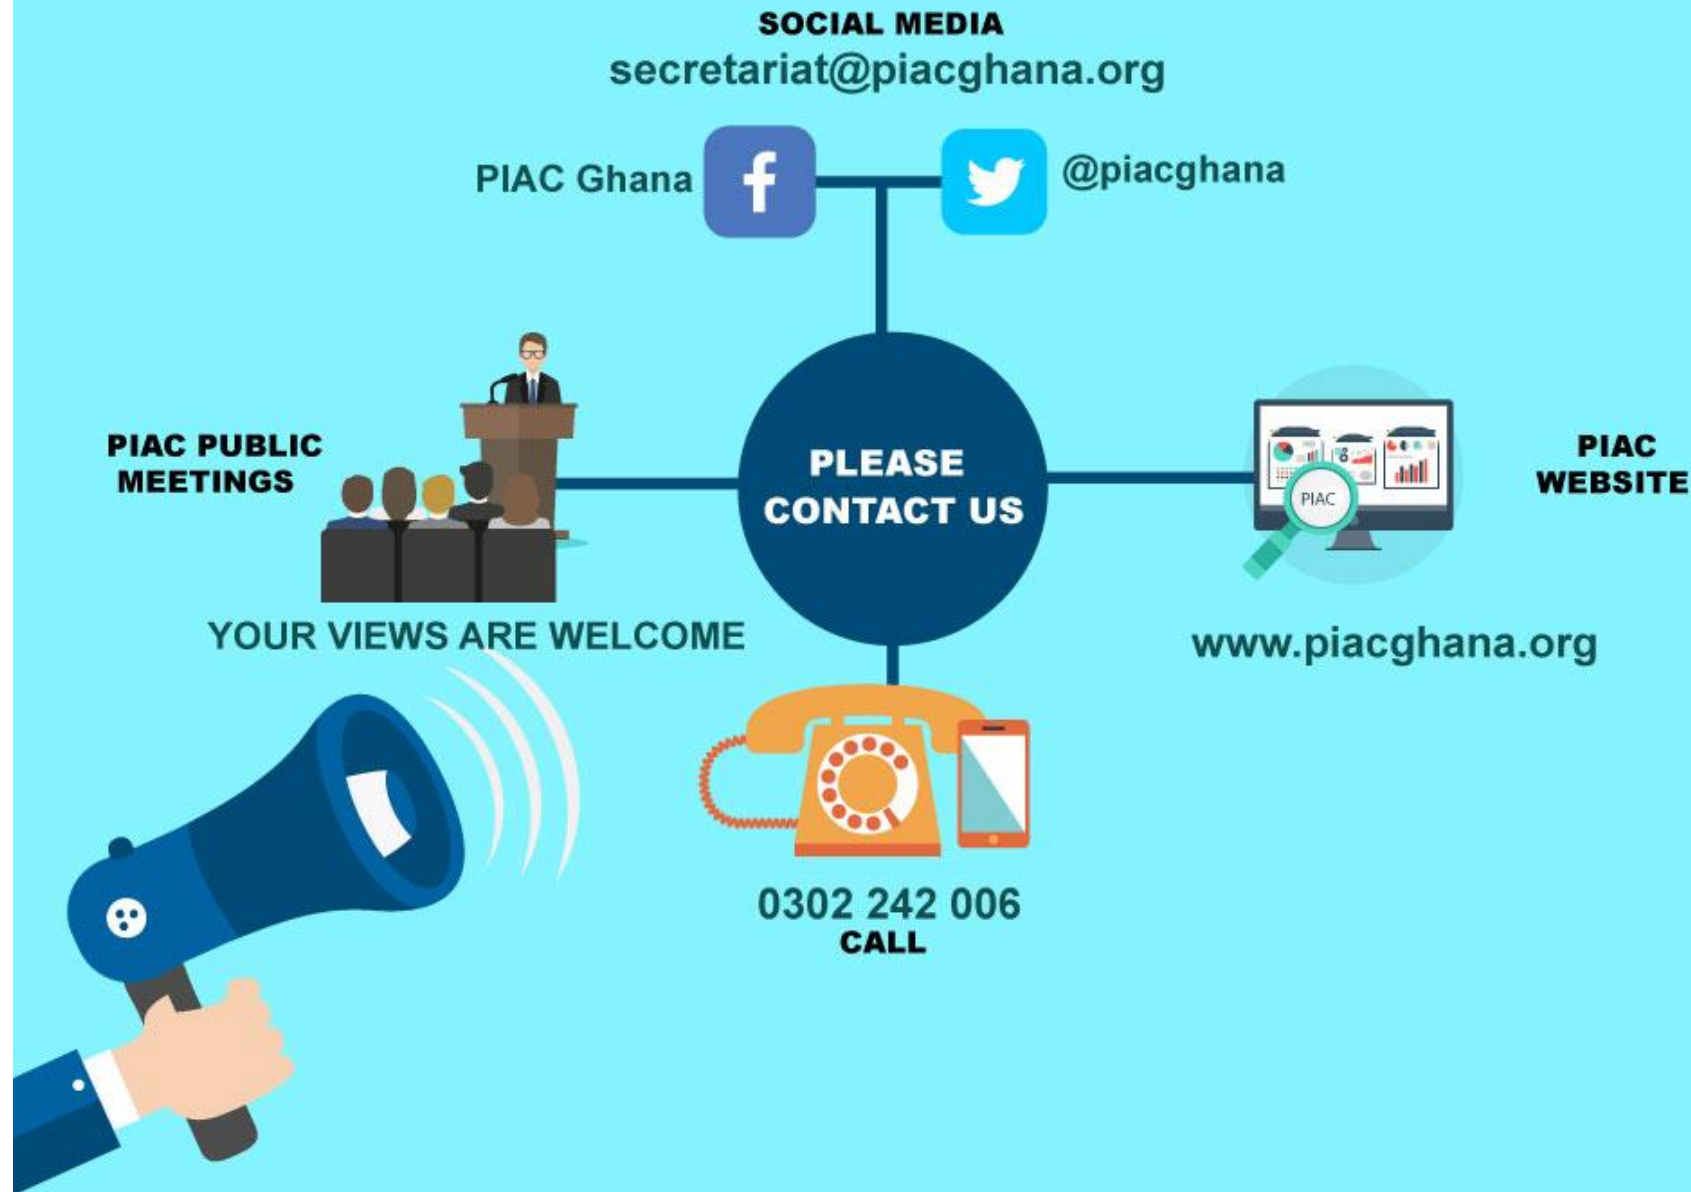 SOCIAL MEDIA
secretariat@piacghana.org
PIAC Ghana
f
@piacghana
PIAC PUBLIC
MEETINGS
PLEASE
CONTACT US
PIAC
PIAC
WEBSITE
YOUR VIEWS ARE WELCOME
www.piacghana.org
0302 242 006
CALL